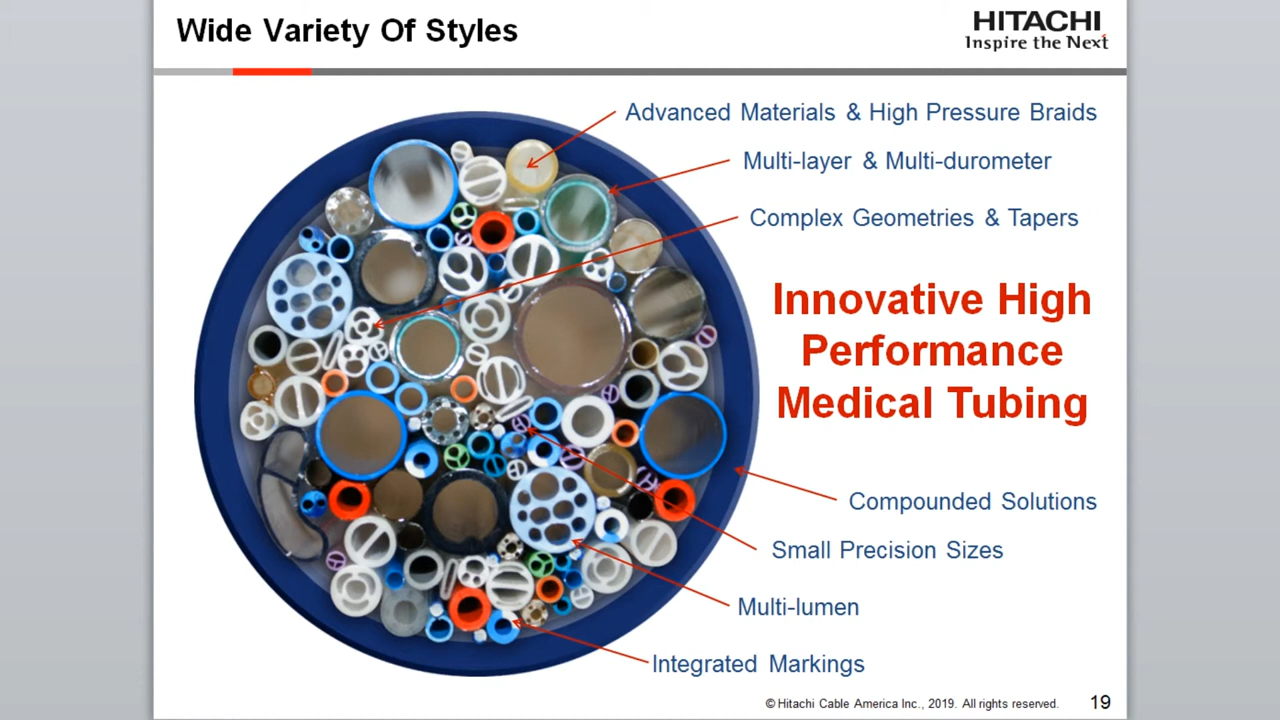 Wide Variety Of Styles
HITACHI
Inspire the Next
Advanced Materials & High Pressure Braids
Multi-layer & Multi-durometer
Complex Geometries & Tapers
Innovative High
Performance
Medical Tubing
Compounded Solutions
Small Precision Sizes
Multi-lumen
Integrated Markings
© Hitachi Cable America Inc., 2019. All rights reserved.
19